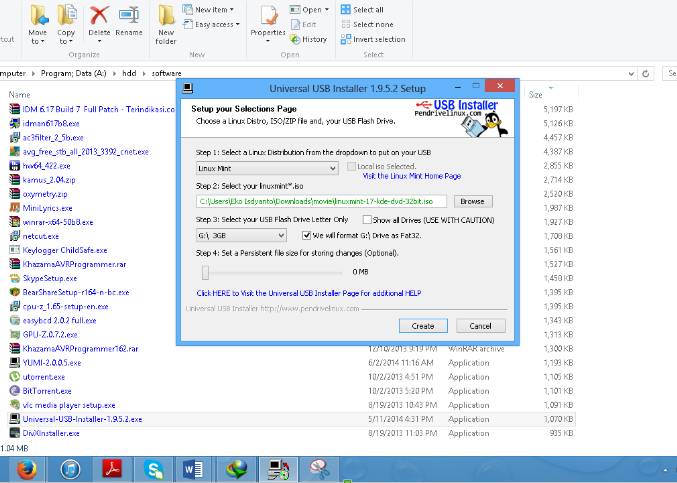 New item
Open
Select all
Easy access
Edit
Select none
Move to
Copy to
Delete
Rename
New folder
Properties
History
Invert selection
Organize
New
Open
Select
Program; Data (A:) hdd software
Name
Size
IDM 6.17 Build 7 Full Patch - Terindikasi.co
5,197 KB
idman617b8.exe
5,126 KB
ac3filter_2_5b.exe
4,457 KB
avg_free_stb_all_2013_3392_cnet.exe
4,387 KB
hw64_422.exe
2,855 KB
kamus_2.04.zip
2,714 KB
oxymetry.zip
2,520 KB
MiniLyrics.exe
1,987 KB
winrar-x64-50b8.exe
1,927 KB
netcut.exe
1,708 KB
Keylogger ChildSafe.exe
1,561 KB
KhazamaAVRProgrammer.rar
1,527 KB
SkypeSetup.exe
1,459 KB
BearShareSetup-r164-n-bc.exe
1,395 KB
cpu-z_1.65-setup-en.exe
1,395 KB
easybcd 2.0.2 full.exe
1,343 KB
GPU-Z.0.7.2.exe
1,313 KB
KhazamaAVRProgrammer162.rar 12/10/2013 9:19 PM WinRAR archive 1,300 KB
YUMI-2.0.0.5.exe 6/2/2014 11:16 AM Application 1,193 KB
utorrent.exe 10/2/2013 4:51 PM Application 1,105 KB
BitTorrent.exe 10/2/2013 5:20 PM Application 1,101 KB
vlc media player setup.exe 8/19/2013 10:43 PM Application 1,091 KB
Universal-USB-Installer-1.9.5.2.exe 5/11/2014 4:31 PM Application 1,070 KB
DivXInstaller.exe 8/19/2013 11:03 PM Application 935 KB
1.04 MB
Universal USB Installer 1.9.5.2 Setup
Setup your Selections Page
Choose a Linux Distro, ISO/ZIP file and, your USB Flash Drive.
USB Installer
Pendrivelinux.com
Step 1: Select a Linux Distribution from the dropdown to put on your USB
Linux Mint
Local iso Selected.
Visit the Linux Mint Home Page
Step 2: Select your linuxmint*.iso
C:\Users\Eko Isdyanto\Downloads\movie\linuxmint-17-kde-dvd-32bit.iso
Browse
Step 3: Select your USB Flash Drive Letter Only
Show all Drives (USE WITH CAUTION)
G:\ 3GB
We will format G:\ Drive as Fat32.
Step 4: Set a Persistent file size for storing changes (Optional).
0 MB
Click HERE to Visit the Universal USB Installer Page for additional HELP
Universal USB Installer http://www.pendrivelinux.com
Create
Cancel